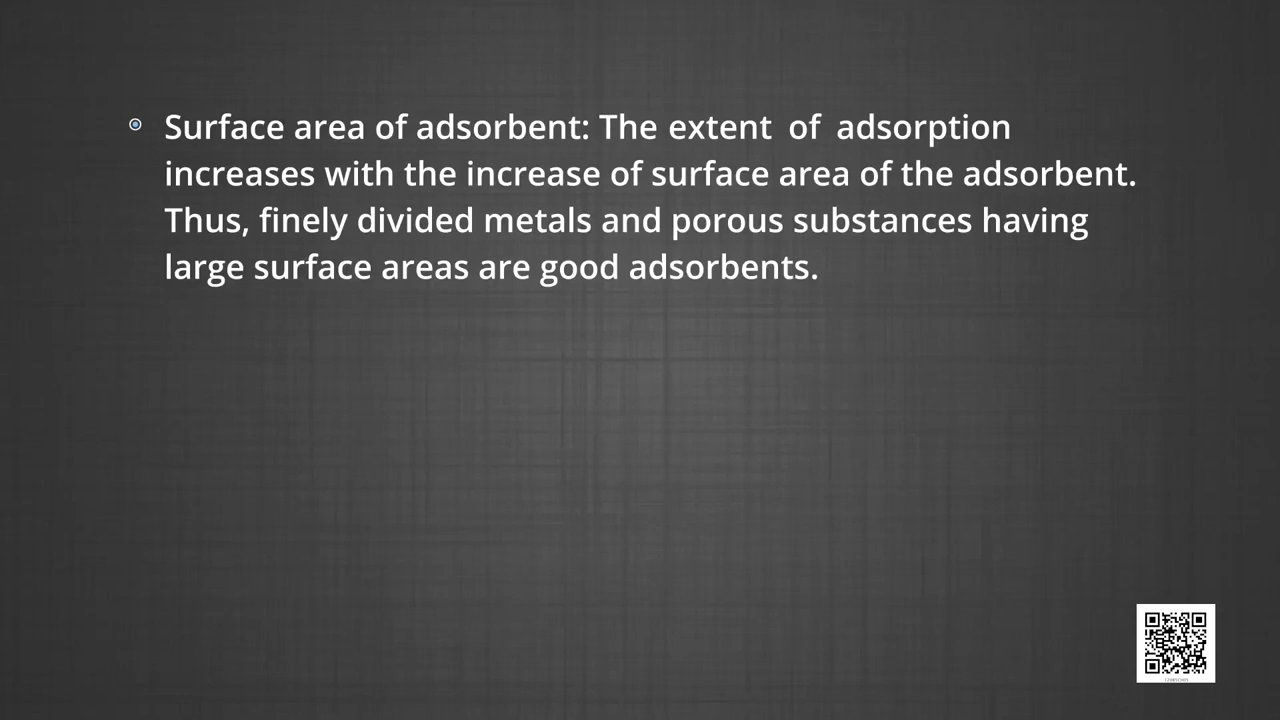 Surface area of adsorbent: The extent of adsorption
increases with the increase of surface area of the adsorbent.
Thus, finely divided metals and porous substances having
large surface areas are good adsorbents.